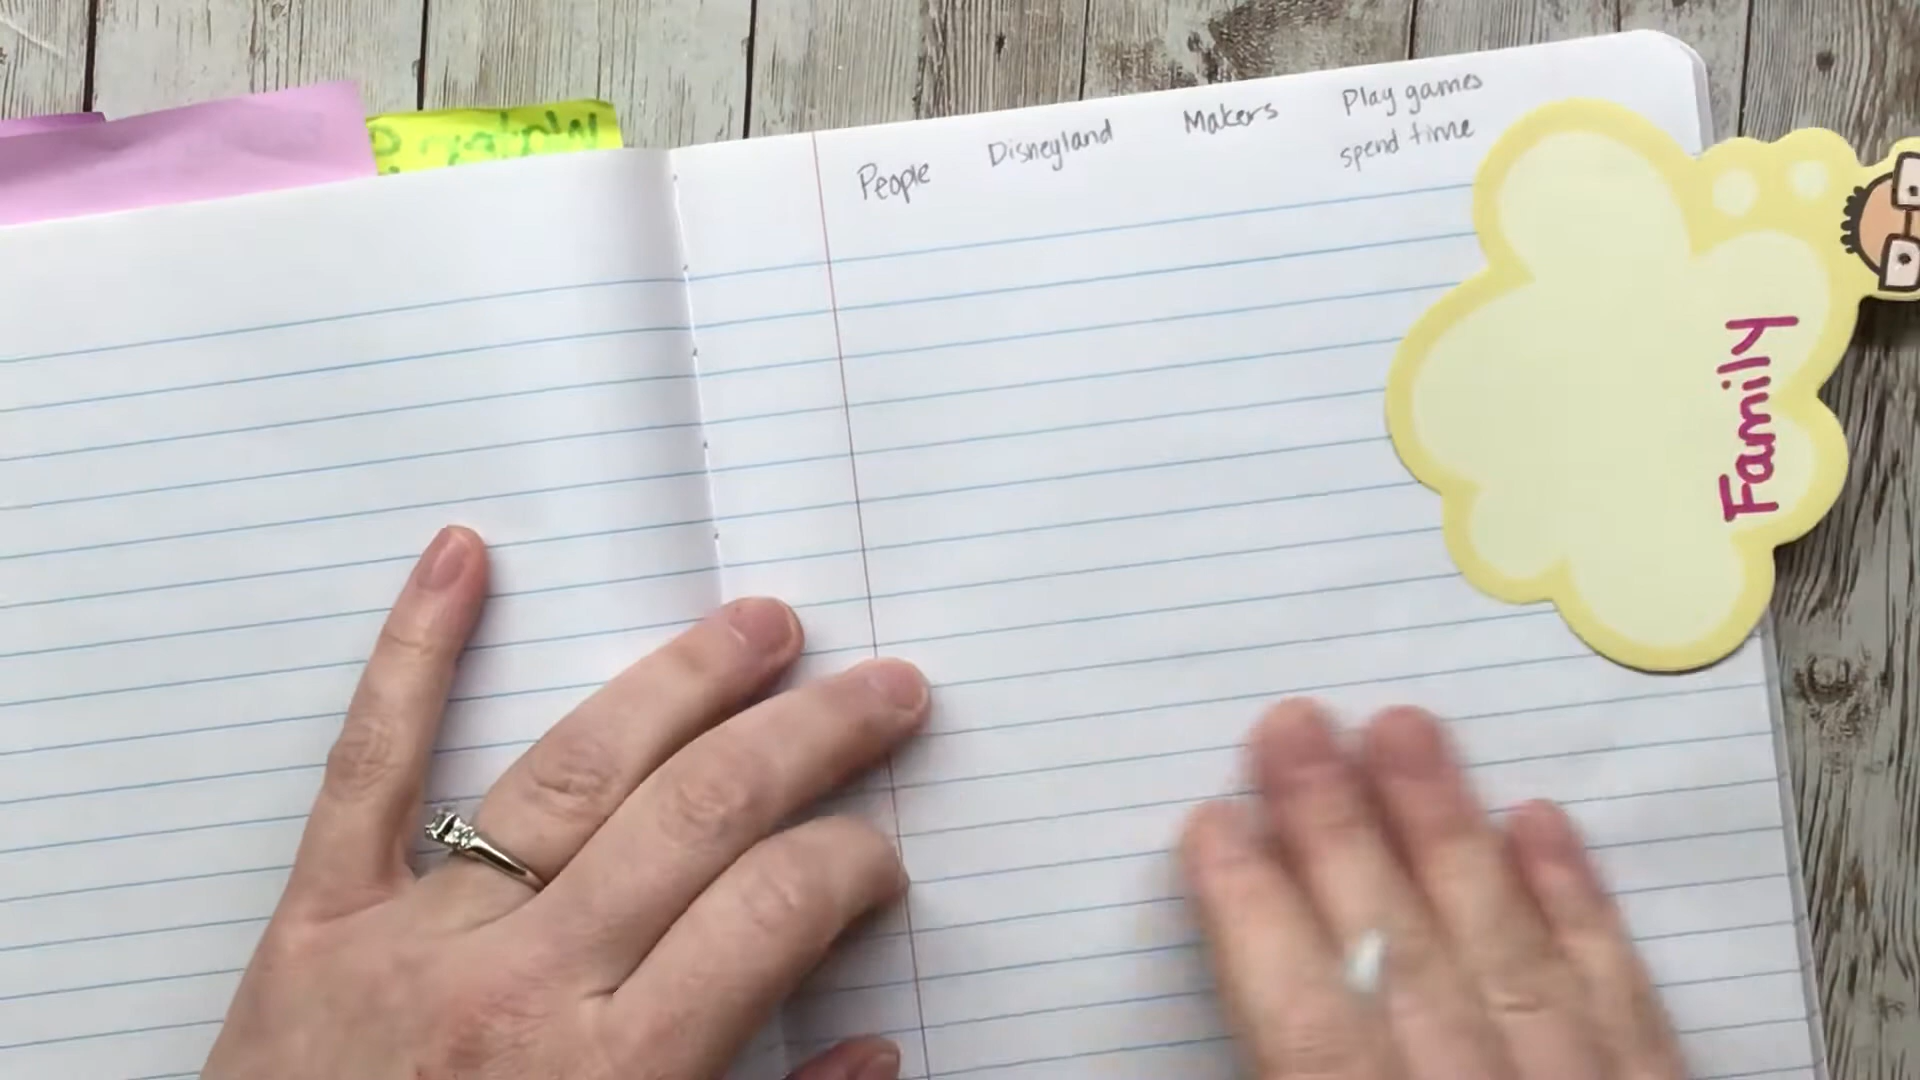 People
Disneyland
Makers
Play games
spend time
Family